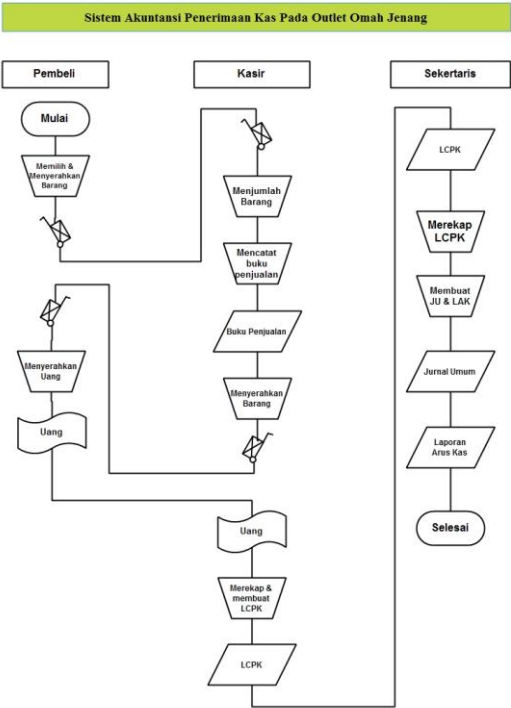 Sistem Akuntansi Penerimaan Kas Pada Outlet Omah Jenang
Pembeli
Kasir
Sekertaris
Mulai
Memilih &
Menyerahkan
Barang
Menjumlah
Barang
Mencatat
buku
penjualan
Buku Penjualan
Menyerahkan
Barang
Menyerahkan
Uang
Uang
Uang
Merekap &
membuat
LCPK
LCPK
LCPK
Merekap
LCPK
Membuat
JU & LAK
Jurnal Umum
Laporan
Arus Kas
Selesai